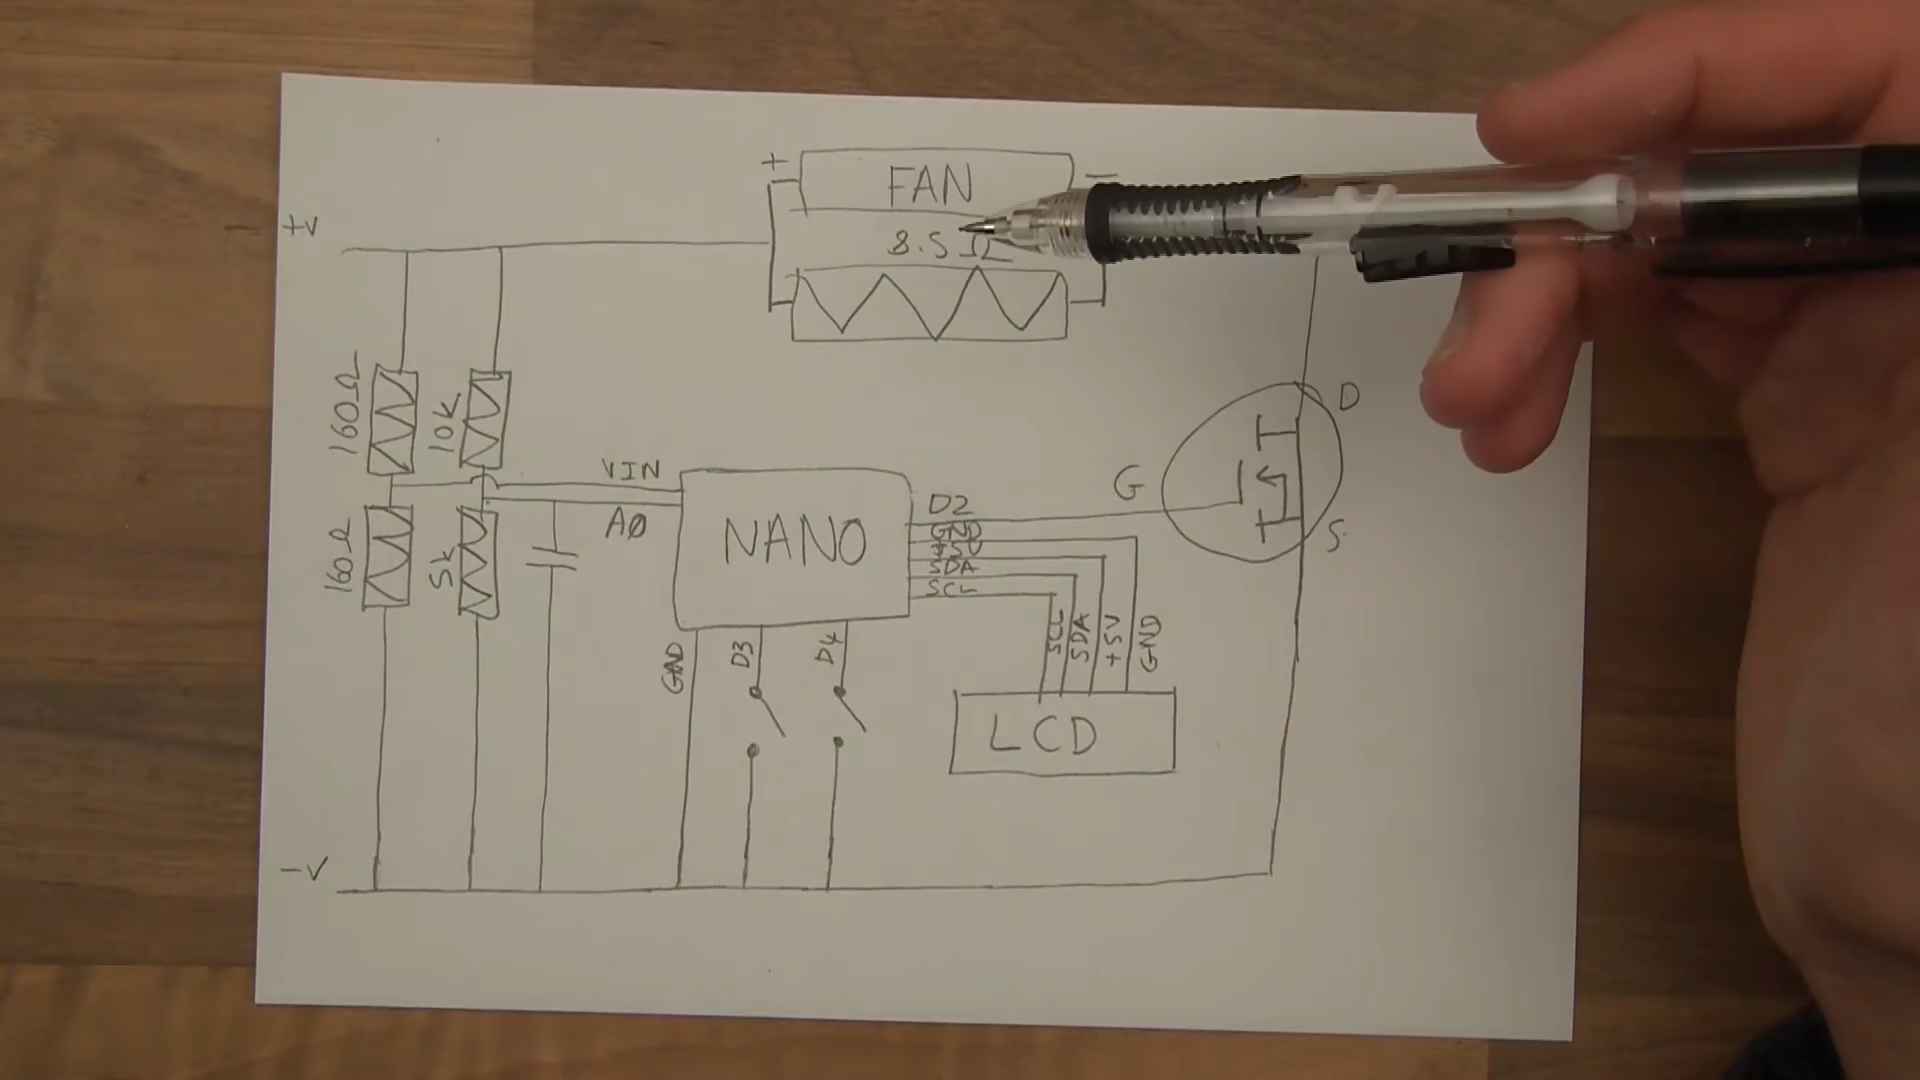 +
FAN
−
+V
8.5Ω
160Ω
10K
D
VIN
G
D2
A0
NANO
GND
+5V
S
160Ω
5k
SDA
SCL
GND
D3
D4
SCL
SDA
+5V
GND
LCD
−V